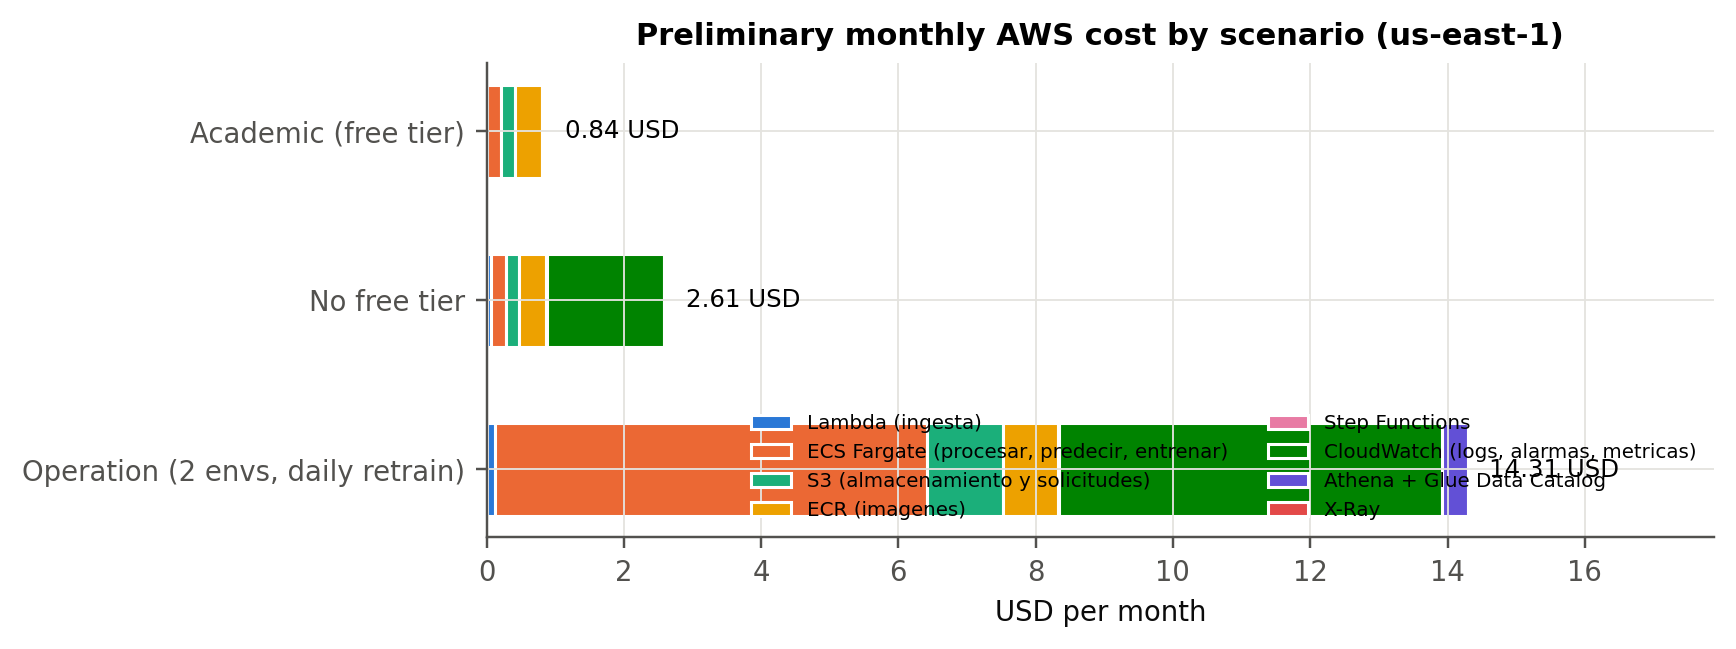 Preliminary monthly AWS cost by scenario (us-east-1)
Academic (free tier)
0.84 USD
No free tier
2.61 USD
Operation (2 envs, daily retrain)
14.31 USD
Lambda (ingesta)
ECS Fargate (procesar, predecir, entrenar)
S3 (almacenamiento y solicitudes)
ECR (imagenes)
Step Functions
CloudWatch (logs, alarmas, metricas)
Athena + Glue Data Catalog
X-Ray
0 2 4 6 8 10 12 14 16
USD per month